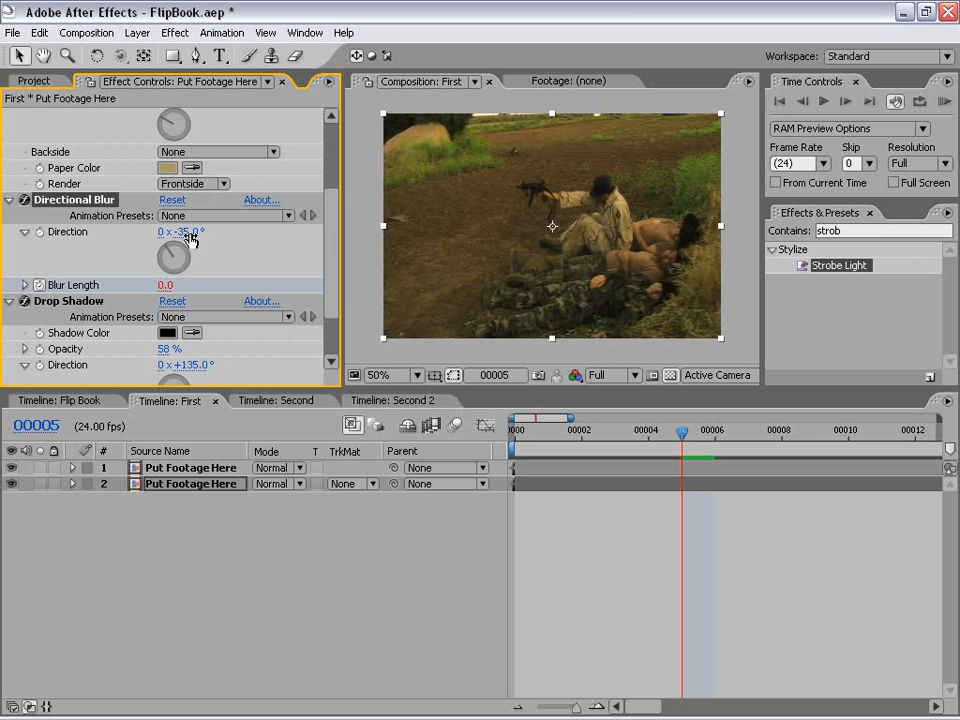 Adobe After Effects - FlipBook.aep *
File Edit Composition Layer Effect Animation View Window Help
Workspace: Standard
Project Effect Controls: Put Footage Here
Composition: First Footage: (none)
Time Controls
First * Put Footage Here
RAM Preview Options
Frame Rate Skip Resolution
(24) 0 Full
From Current Time Full Screen
Effects & Presets
Contains: strob
Stylize
Strobe Light
Backside None
Paper Color
Render Frontside
Directional Blur Reset About...
Animation Presets: None
Direction 0 x -35.0 °
Blur Length 0.0
Drop Shadow Reset About...
Animation Presets: None
Shadow Color
Opacity 58 %
Direction 0 x +135.0 °
50% 00005 Full Active Camera
Timeline: Flip Book Timeline: First Timeline: Second Timeline: Second 2
00005 (24.00 fps)
0000 00002 00004 00006 00008 00010 00012
# Source Name Mode T TrkMat Parent
1 Put Footage Here Normal None
2 Put Footage Here Normal None None